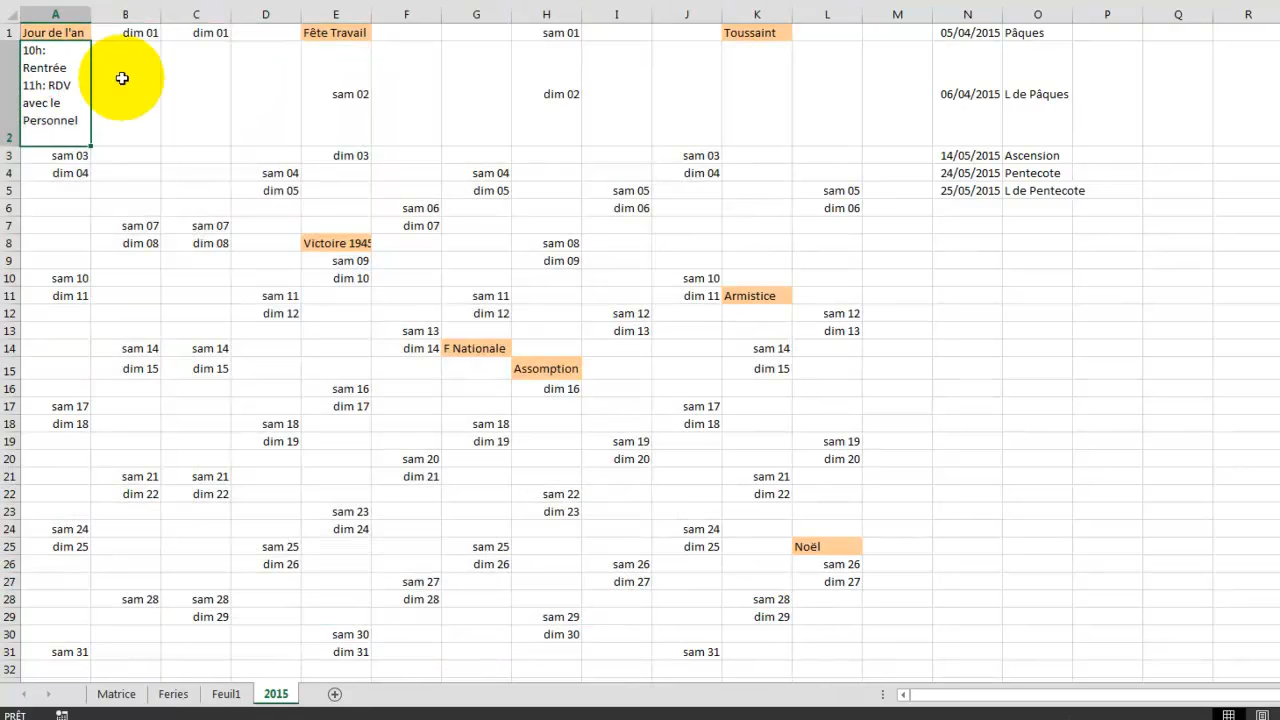 A B C D E F G H I J K L M N O P Q R
1 Jour de l'an dim 01 dim 01 Fête Travail sam 01 Toussaint 05/04/2015 Pâques
10h:
Rentrée
11h: RDV
avec le
Personnel
2 sam 02 dim 02 06/04/2015 L de Pâques
3 sam 03 dim 03 sam 03 14/05/2015 Ascension
4 dim 04 sam 04 sam 04 dim 04 24/05/2015 Pentecote
5 dim 05 dim 05 sam 05 sam 05 25/05/2015 L de Pentecote
6 sam 06 dim 06 dim 06
7 sam 07 sam 07 dim 07
8 dim 08 dim 08 Victoire 1945 sam 08
9 sam 09 dim 09
10 sam 10 dim 10 sam 10
11 dim 11 sam 11 sam 11 dim 11 Armistice
12 dim 12 dim 12 sam 12 sam 12
13 sam 13 dim 13 dim 13
14 sam 14 sam 14 dim 14 F Nationale sam 14
15 dim 15 dim 15 Assomption dim 15
16 sam 16 dim 16
17 sam 17 dim 17 sam 17
18 dim 18 sam 18 sam 18 dim 18
19 dim 19 dim 19 sam 19 sam 19
20 sam 20 dim 20 dim 20
21 sam 21 sam 21 dim 21 sam 21
22 dim 22 dim 22 sam 22 dim 22
23 sam 23 dim 23
24 sam 24 dim 24 sam 24
25 dim 25 sam 25 sam 25 dim 25 Noël
26 dim 26 dim 26 sam 26 sam 26
27 sam 27 dim 27 dim 27
28 sam 28 sam 28 dim 28 sam 28
29 dim 29 sam 29 dim 29
30 sam 30 dim 30
31 sam 31 dim 31 sam 31
32
Matrice Feries Feuil1 2015
PRÊT